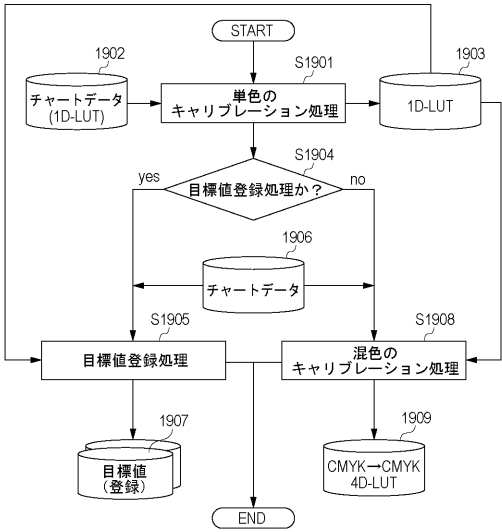 START
1902
S1901
1903
チャートデータ
(1D-LUT)
単色の
キャリブレーション処理
1D-LUT
S1904
yes
目標値登録処理か？
no
1906
チャートデータ
S1905
S1908
目標値登録処理
混色の
キャリブレーション処理
1907
1909
目標値
（登録）
CMYK→CMYK
4D-LUT
END